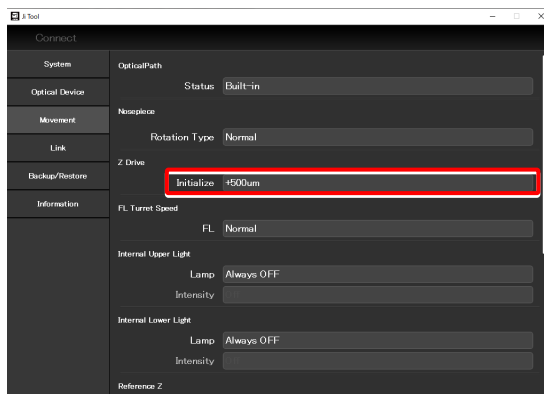 Ji Tool
Connect
System
Optical Device
Movement
Link
Backup/Restore
Information
OpticalPath
Status Built-in
Nosepiece
Rotation Type Normal
Z Drive
Initialize +500um
FL Turret Speed
FL Normal
Internal Upper Light
Lamp Always OFF
Intensity
Internal Lower Light
Lamp Always OFF
Intensity
Reference Z